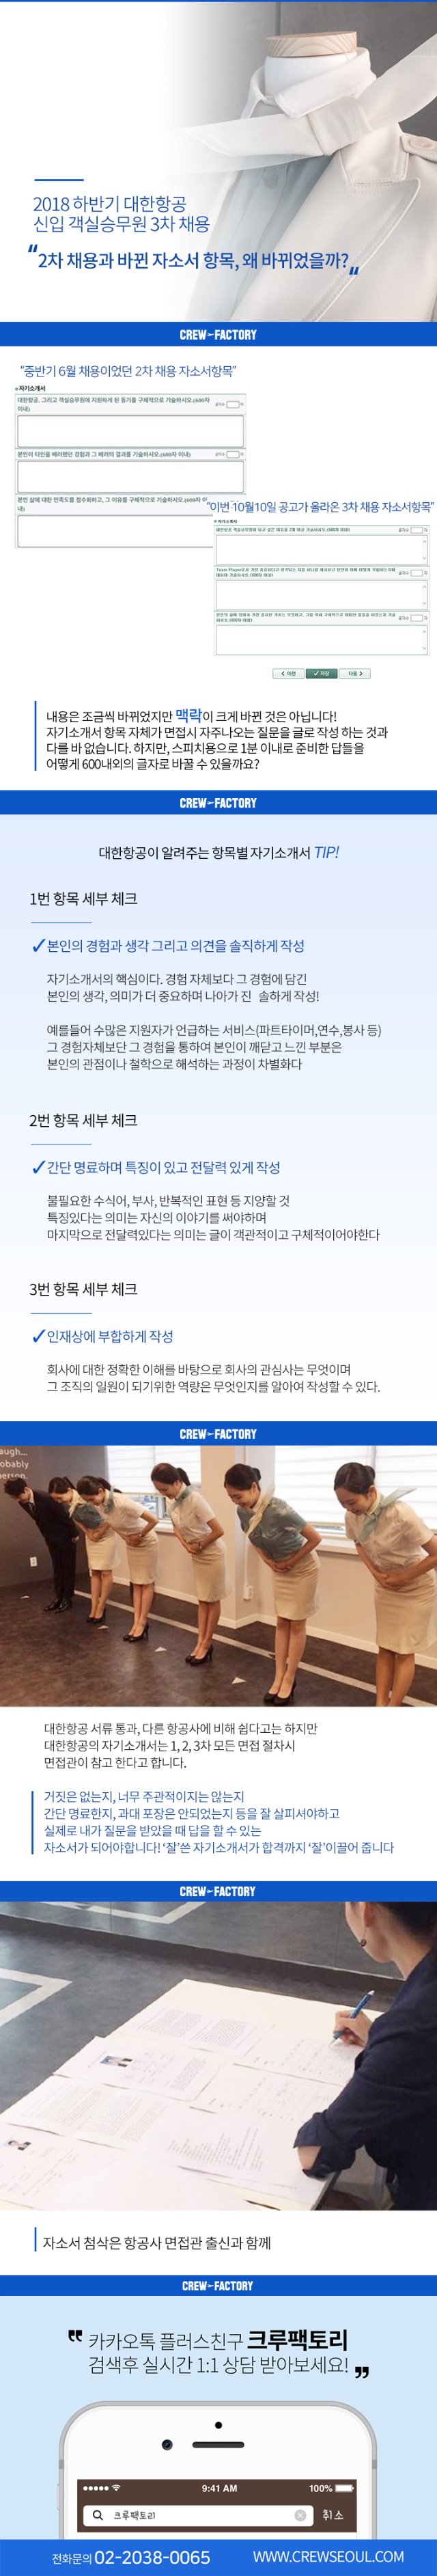 2018 하반기 대한항공
신입 객실승무원 3차 채용
“2차 채용과 바뀐 자소서 항목, 왜 바뀌었을까?”
CREW FACTORY
“중반기 6월 채용이었던 2차 채용 자소서항목”
자기소개서
대한항공, 그리고 객실승무원에 지원하게 된 동기를 구체적으로 기술하시오.(600자 이내)
본인이 타인을 배려했던 경험과 그 배려의 결과를 기술하시오.(600자 이내)
본인 삶에 대한 만족도를 점수화하고, 그 이유를 구체적으로 기술하시오.(600자 이내)
“이번 10월10일 공고가 올라온 3차 채용 자소서항목”
자기소개서
이전
저장
다음
내용은 조금씩 바뀌었지만 맥락이 크게 바뀐 것은 아닙니다!
자기소개서 항목 자체가 면접시 자주나오는 질문을 글로 작성 하는 것과
다를 바 없습니다. 하지만, 스피치용으로 1분 이내로 준비한 답들을
어떻게 600내외의 글자로 바꿀 수 있을까요?
CREW FACTORY
대한항공이 알려주는 항목별 자기소개서 TIP!
1번 항목 세부 체크
✓본인의 경험과 생각 그리고 의견을 솔직하게 작성
자기소개서의 핵심이다. 경험 자체보다 그 경험에 담긴
본인의 생각, 의미가 더 중요하며 나아가 진 솔하게 작성!
예를들어 수많은 지원자가 언급하는 서비스(파트타이머,연수,봉사 등)
그 경험자체보단 그 경험을 통하여 본인이 깨닫고 느낀 부분은
본인의 관점이나 철학으로 해석하는 과정이 차별화다
2번 항목 세부 체크
✓간단 명료하며 특징이 있고 전달력 있게 작성
불필요한 수식어, 부사, 반복적인 표현 등 지양할 것
특징있다는 의미는 자신의 이야기를 써야하며
마지막으로 전달력있다는 의미는 글이 객관적이고 구체적이어야한다
3번 항목 세부 체크
✓인재상에 부합하게 작성
회사에 대한 정확한 이해를 바탕으로 회사의 관심사는 무엇이며
그 조직의 일원이 되기위한 역량은 무엇인지를 알아여 작성할 수 있다.
CREW FACTORY
augh...
obably
person.
대한항공 서류 통과, 다른 항공사에 비해 쉽다고는 하지만
대한항공의 자기소개서는 1, 2, 3차 모든 면접 절차시
면접관이 참고 한다고 합니다.
거짓은 없는지, 너무 주관적이지는 않는지
간단 명료한지, 과대 포장은 안되었는지 등을 잘 살피셔야하고
실제로 내가 질문을 받았을 때 답을 할 수 있는
자소서가 되어야합니다! ‘잘’쓴 자기소개서가 합격까지 ‘잘’이끌어 줍니다
CREW FACTORY
자소서 첨삭은 항공사 면접관 출신과 함께
CREW FACTORY
카카오톡 플러스친구 크루팩토리
검색후 실시간 1:1 상담 받아보세요!
9:41 AM
100%
크루팩토리
취소
전화문의 02-2038-0065
WWW.CREWSEOUL.COM